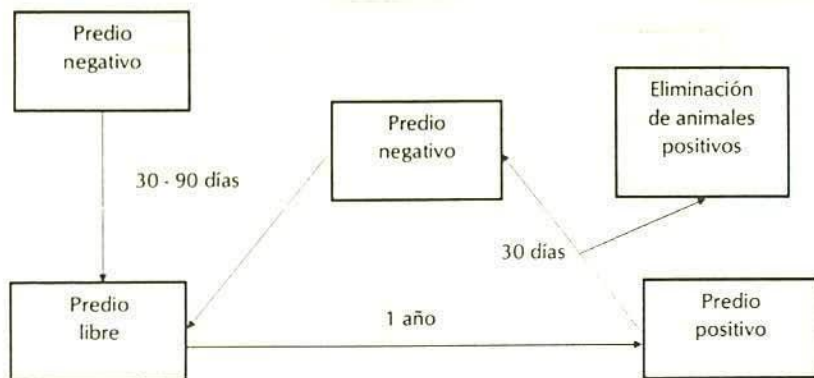 Predio
negativo
Eliminación
de animales
positivos
Predio
negativo
30 - 90 días
30 días
Predio
libre
1 año
Predio
positivo